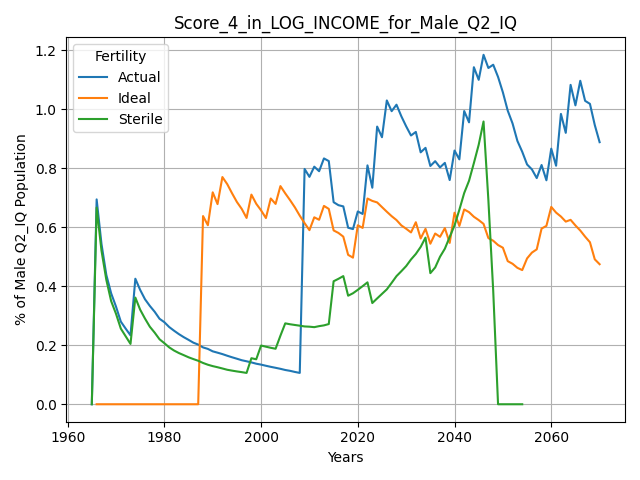 Score_4_in_LOG_INCOME_for_Male_Q2_IQ
Fertility
Actual
Ideal
Sterile
% of Male Q2_IQ Population
1.2
1.0
0.8
0.6
0.4
0.2
0.0
1960 1980 2000 2020 2040 2060
Years